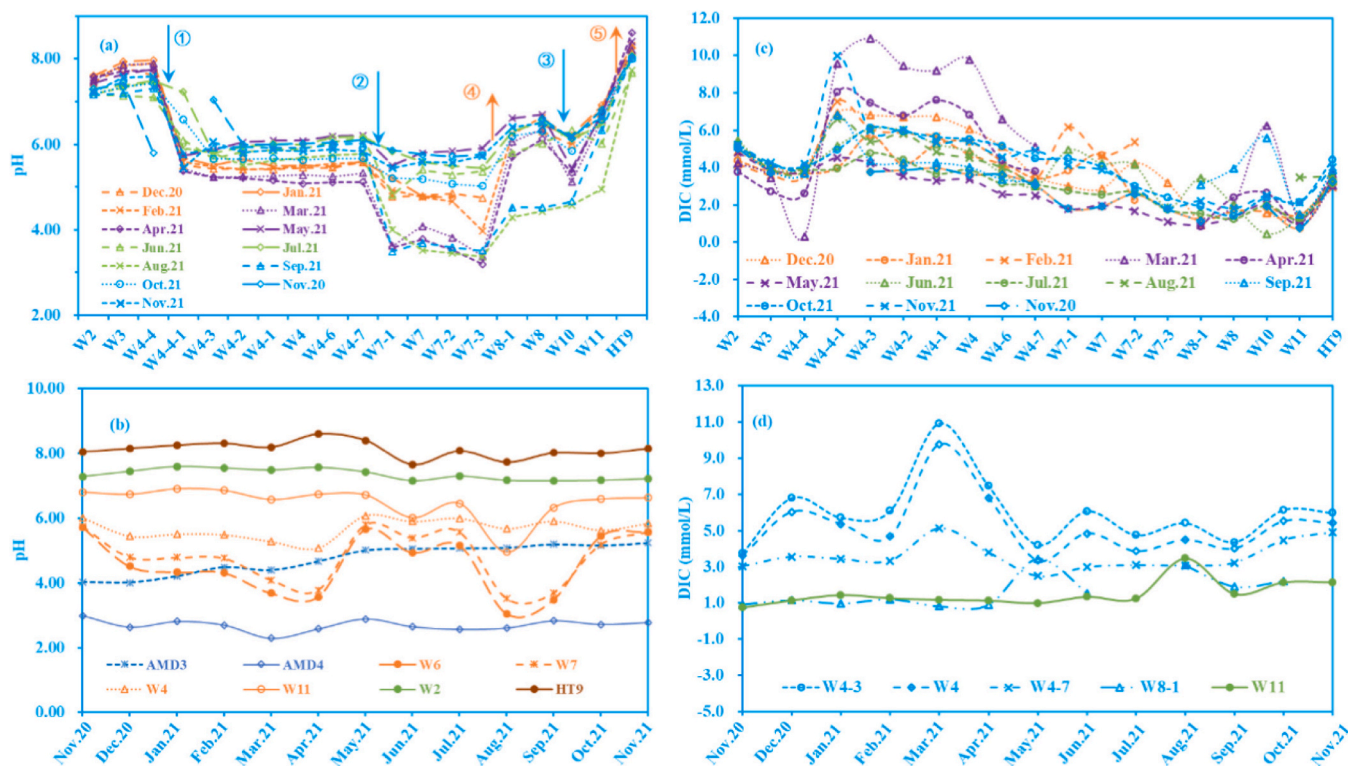 (a)
①
②
③
④
⑤
8.00
6.00
4.00
2.00
pH
Dec.20 Jan.21
Feb.21 Mar.21
Apr.21 May.21
Jun.21 Jul.21
Aug.21 Sep.21
Oct.21 Nov.20
Nov.21
W2 W3 W4-4 W4-4-1 W4-3 W4-2 W4-1 W4 W4-6 W4-7 W7-1 W7 W7-2 W7-3 W8-1 W8 W10 W11 HT9
(c)
12.0
10.0
8.0
6.0
4.0
2.0
0.0
-2.0
-4.0
DIC (mmol/L)
Dec.20 Jan.21 Feb.21 Mar.21 Apr.21
May.21 Jun.21 Jul.21 Aug.21 Sep.21
Oct.21 Nov.21 Nov.20
W2 W3 W4-4 W4-4-1 W4-3 W4-2 W4-1 W4 W4-6 W4-7 W7-1 W7 W7-2 W7-3 W8-1 W8 W10 W11 HT9
(b)
10.00
8.00
6.00
4.00
2.00
0.00
pH
AMD3 AMD4 W6 W7
W4 W11 W2 HT9
Nov.20 Dec.20 Jan.21 Feb.21 Mar.21 Apr.21 May.21 Jun.21 Jul.21 Aug.21 Sep.21 Oct.21 Nov.21
(d)
13.0
11.0
9.0
7.0
5.0
3.0
1.0
-1.0
-3.0
-5.0
DIC (mmol/L)
W4-3 W4 W4-7 W8-1 W11
Nov.20 Dec.20 Jan.21 Feb.21 Mar.21 Apr.21 May.21 Jun.21 Jul.21 Aug.21 Sep.21 Oct.21 Nov.21